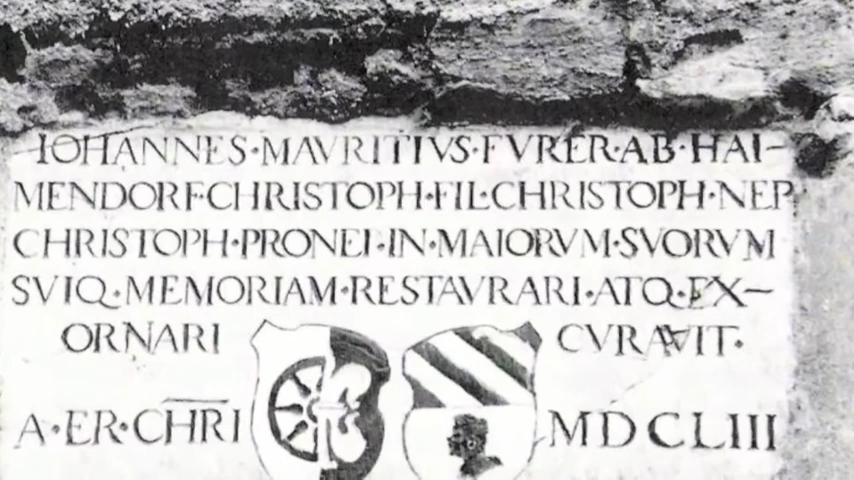 IOHANNES·MAVRITIVS·FVRER·AB·HAI-
MENDORF·CHRISTOPH·FIL·CHRISTOPH·NEP
CHRISTOPH·PRONEP·IN·MAIORVM·SVORVM
SVIQ·MEMORIAM·RESTAVRARI·ATQ·EX-
ORNARI CVRAVIT·
A·ER·CHRI MDCLIII